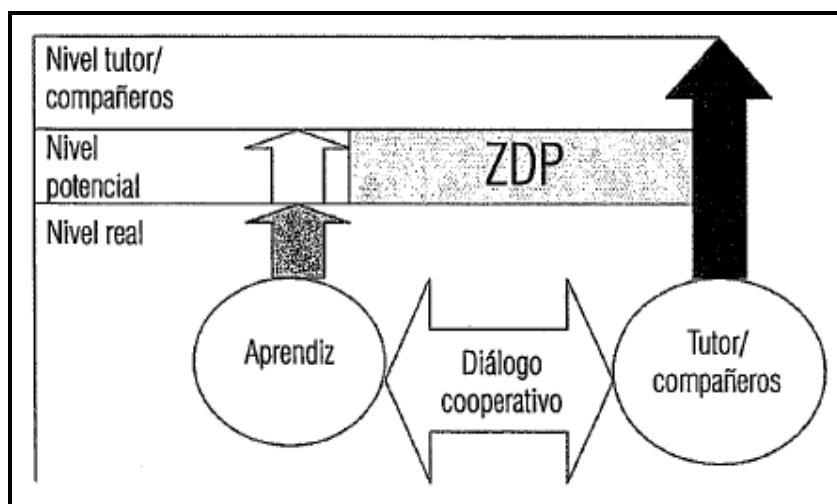 Nivel tutor/
compañeros
Nivel
potencial
ZDP
Nivel real
Aprendiz
Diálogo
cooperativo
Tutor/
compañeros